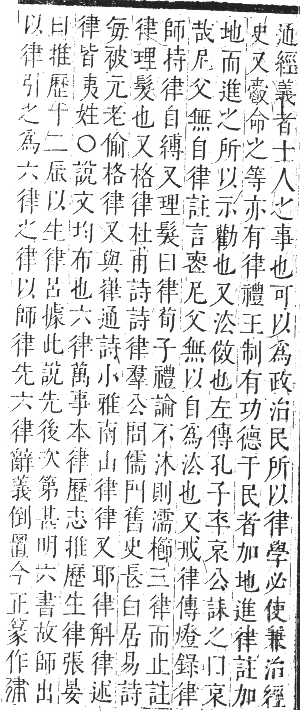 通經義者士人之事也可以爲政治民所以律學必使兼治經
史又爵命之等亦有律禮王制有功德于民者加地進律註加
地而進之所以示勸也又法傚也左傳孔子卒哀公誄之曰哀
哉尼父無自律註言喪尼父無以自爲法也又戒律傳燈錄律
師持律自縛又理髮曰律荀子禮論不沐則濡櫛三律而止註
律理髮也又格律杜甫詩詩律羣公問儒門舊史長白居易詩
每被元老偷格律又與嵂通詩小雅南山律律又耶律斛律述
律皆夷姓○說文均布也六律萬事本律歷志推歷生律張晏
曰推歷十二辰以生律呂據此說先後次第甚明六書故師出
以律引之爲六律之律以師律先六律辭義倒置今正篆作𢖽